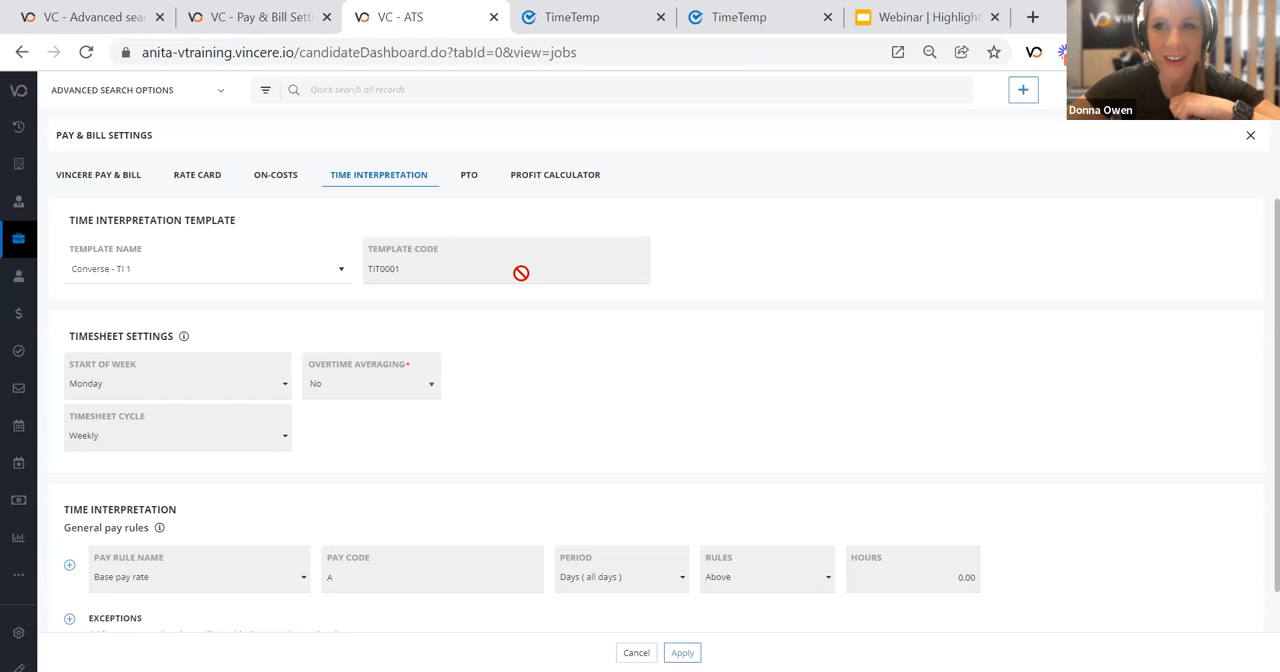 VC - Advanced sea
VC - Pay & Bill Setti
VC - ATS
TimeTemp
TimeTemp
Webinar | Highlight
anita-vtraining.vincere.io/candidateDashboard.do?tabId=0&view=jobs
Donna Owen
ADVANCED SEARCH OPTIONS
Quick search all records
PAY & BILL SETTINGS
VINCERE PAY & BILL
RATE CARD
ON-COSTS
TIME INTERPRETATION
PTO
PROFIT CALCULATOR
TIME INTERPRETATION TEMPLATE
TEMPLATE NAME
Converse - TI 1
TEMPLATE CODE
TIT0001
TIMESHEET SETTINGS
START OF WEEK
Monday
OVERTIME AVERAGING*
No
TIMESHEET CYCLE
Weekly
TIME INTERPRETATION
General pay rules
PAY RULE NAME
Base pay rate
PAY CODE
A
PERIOD
Days ( all days )
RULES
Above
HOURS
0.00
EXCEPTIONS
Cancel
Apply